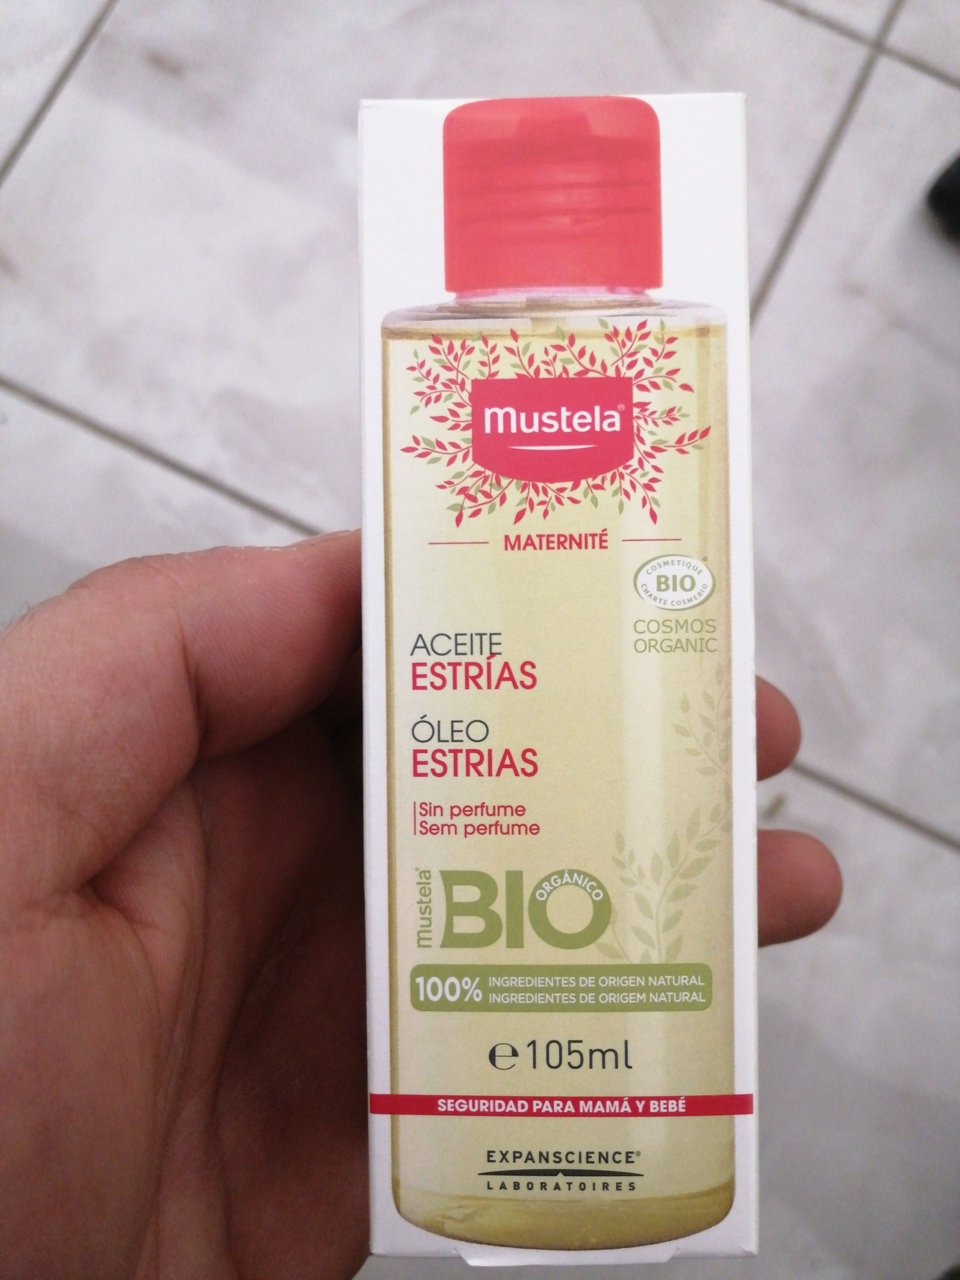 Mustela®
MATERNITÉ
COSMETIQUE
BIO
CHARTE COSMEBIO
COSMOS
ORGANIC
ACEITE
ESTRÍAS
ÓLEO
ESTRIAS
Sin perfume
Sem perfume
mustela®
BIO
ORGÁNICO
100% INGREDIENTES DE ORIGEN NATURAL
INGREDIENTES DE ORIGEM NATURAL
℮105ml
SEGURIDAD PARA MAMÁ Y BEBÉ
EXPANSCIENCE®
LABORATOIRES